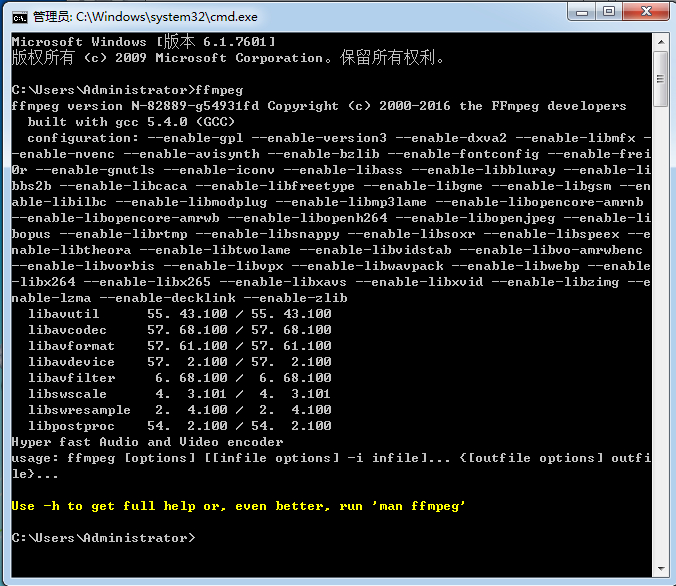 管理员: C:\Windows\system32\cmd.exe
Microsoft Windows [版本 6.1.7601]
版权所有 (c) 2009 Microsoft Corporation。保留所有权利。
C:\Users\Administrator>ffmpeg
ffmpeg version N-82889-g54931fd Copyright (c) 2000-2016 the FFmpeg developers
  built with gcc 5.4.0 (GCC)
  configuration: --enable-gpl --enable-version3 --enable-dxva2 --enable-libmfx -
-enable-nvenc --enable-avisynth --enable-bzlib --enable-fontconfig --enable-frei
0r --enable-gnutls --enable-iconv --enable-libass --enable-libbluray --enable-li
bbs2b --enable-libcaca --enable-libfreetype --enable-libgme --enable-libgsm --en
able-libilbc --enable-libmodplug --enable-libmp3lame --enable-libopencore-amrnb
--enable-libopencore-amrwb --enable-libopenh264 --enable-libopenjpeg --enable-li
bopus --enable-librtmp --enable-libsnappy --enable-libsoxr --enable-libspeex --e
nable-libtheora --enable-libtwolame --enable-libvidstab --enable-libvo-amrwbenc
--enable-libvorbis --enable-libvpx --enable-libwavpack --enable-libwebp --enable
-libx264 --enable-libx265 --enable-libxavs --enable-libxvid --enable-libzimg --e
nable-lzma --enable-decklink --enable-zlib
  libavutil      55. 43.100 / 55. 43.100
  libavcodec     57. 68.100 / 57. 68.100
  libavformat    57. 61.100 / 57. 61.100
  libavdevice    57.  2.100 / 57.  2.100
  libavfilter     6. 68.100 /  6. 68.100
  libswscale      4.  3.101 /  4.  3.101
  libswresample   2.  4.100 /  2.  4.100
  libpostproc    54.  2.100 / 54.  2.100
Hyper fast Audio and Video encoder
usage: ffmpeg [options] [[infile options] -i infile]... {[outfile options] outfi
le}...
Use -h to get full help or, even better, run 'man ffmpeg'
C:\Users\Administrator>